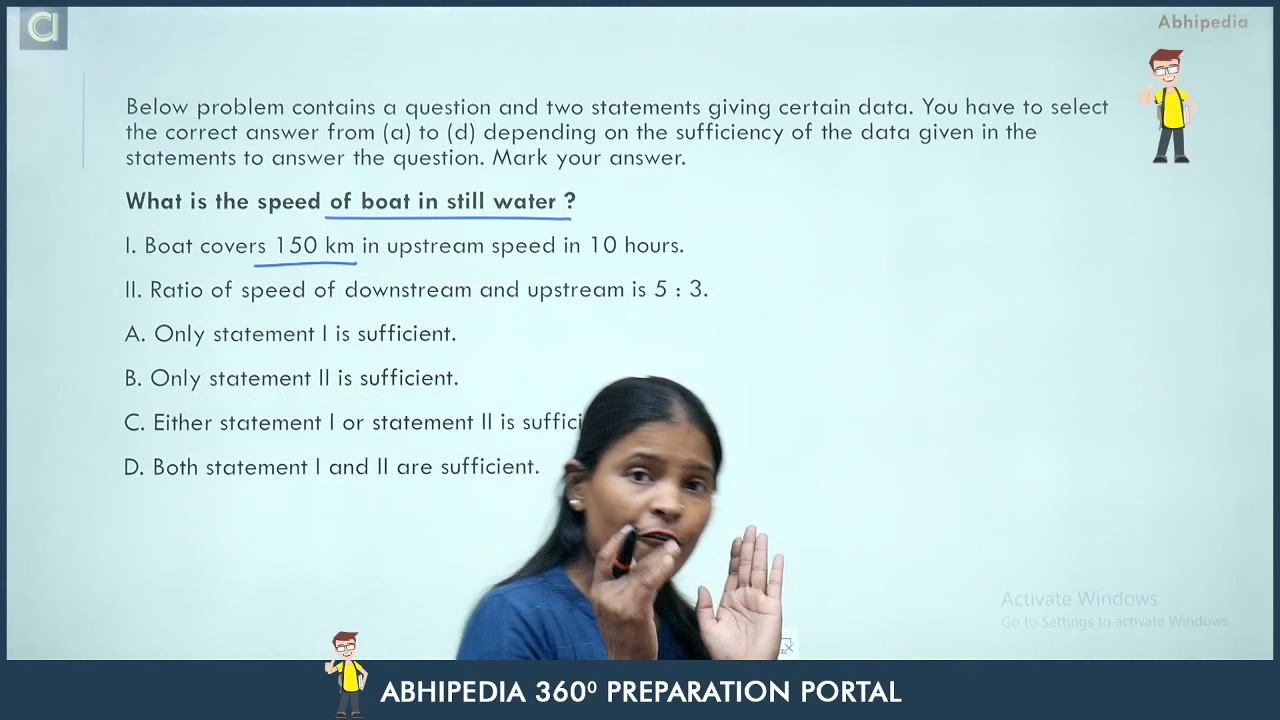 Abhipedia
Below problem contains a question and two statements giving certain data. You have to select
the correct answer from (a) to (d) depending on the sufficiency of the data given in the
statements to answer the question. Mark your answer.
What is the speed of boat in still water ?
I. Boat covers 150 km in upstream speed in 10 hours.
II. Ratio of speed of downstream and upstream is 5 : 3.
A. Only statement I is sufficient.
B. Only statement II is sufficient.
C. Either statement I or statement II is suffici
D. Both statement I and II are sufficient.
Activate Windows
Go to Settings to activate Windows.
ABHIPEDIA 360⁰ PREPARATION PORTAL